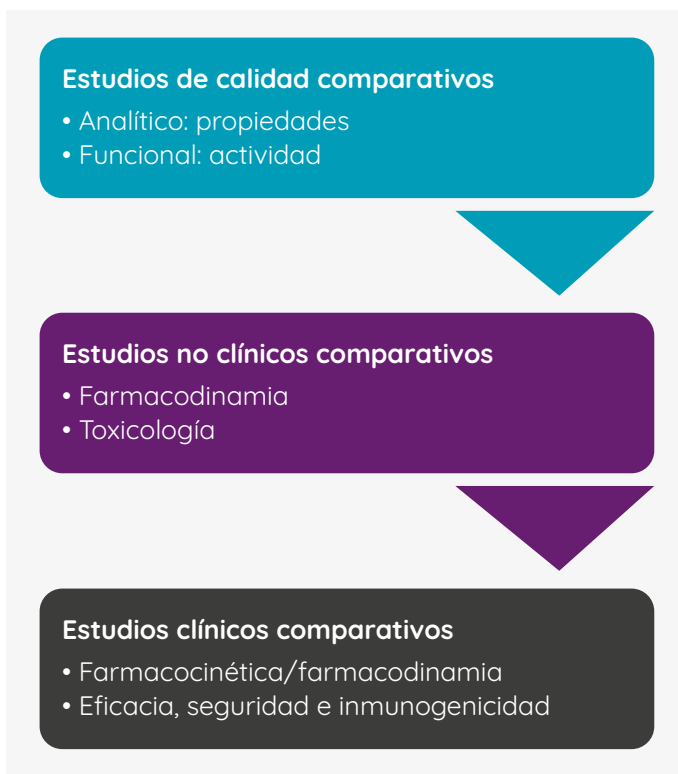 Estudios de calidad comparativos
• Analítico: propiedades
• Funcional: actividad
Estudios no clínicos comparativos
• Farmacodinamia
• Toxicología
Estudios clínicos comparativos
• Farmacocinética/farmacodinamia
• Eficacia, seguridad e inmunogenicidad